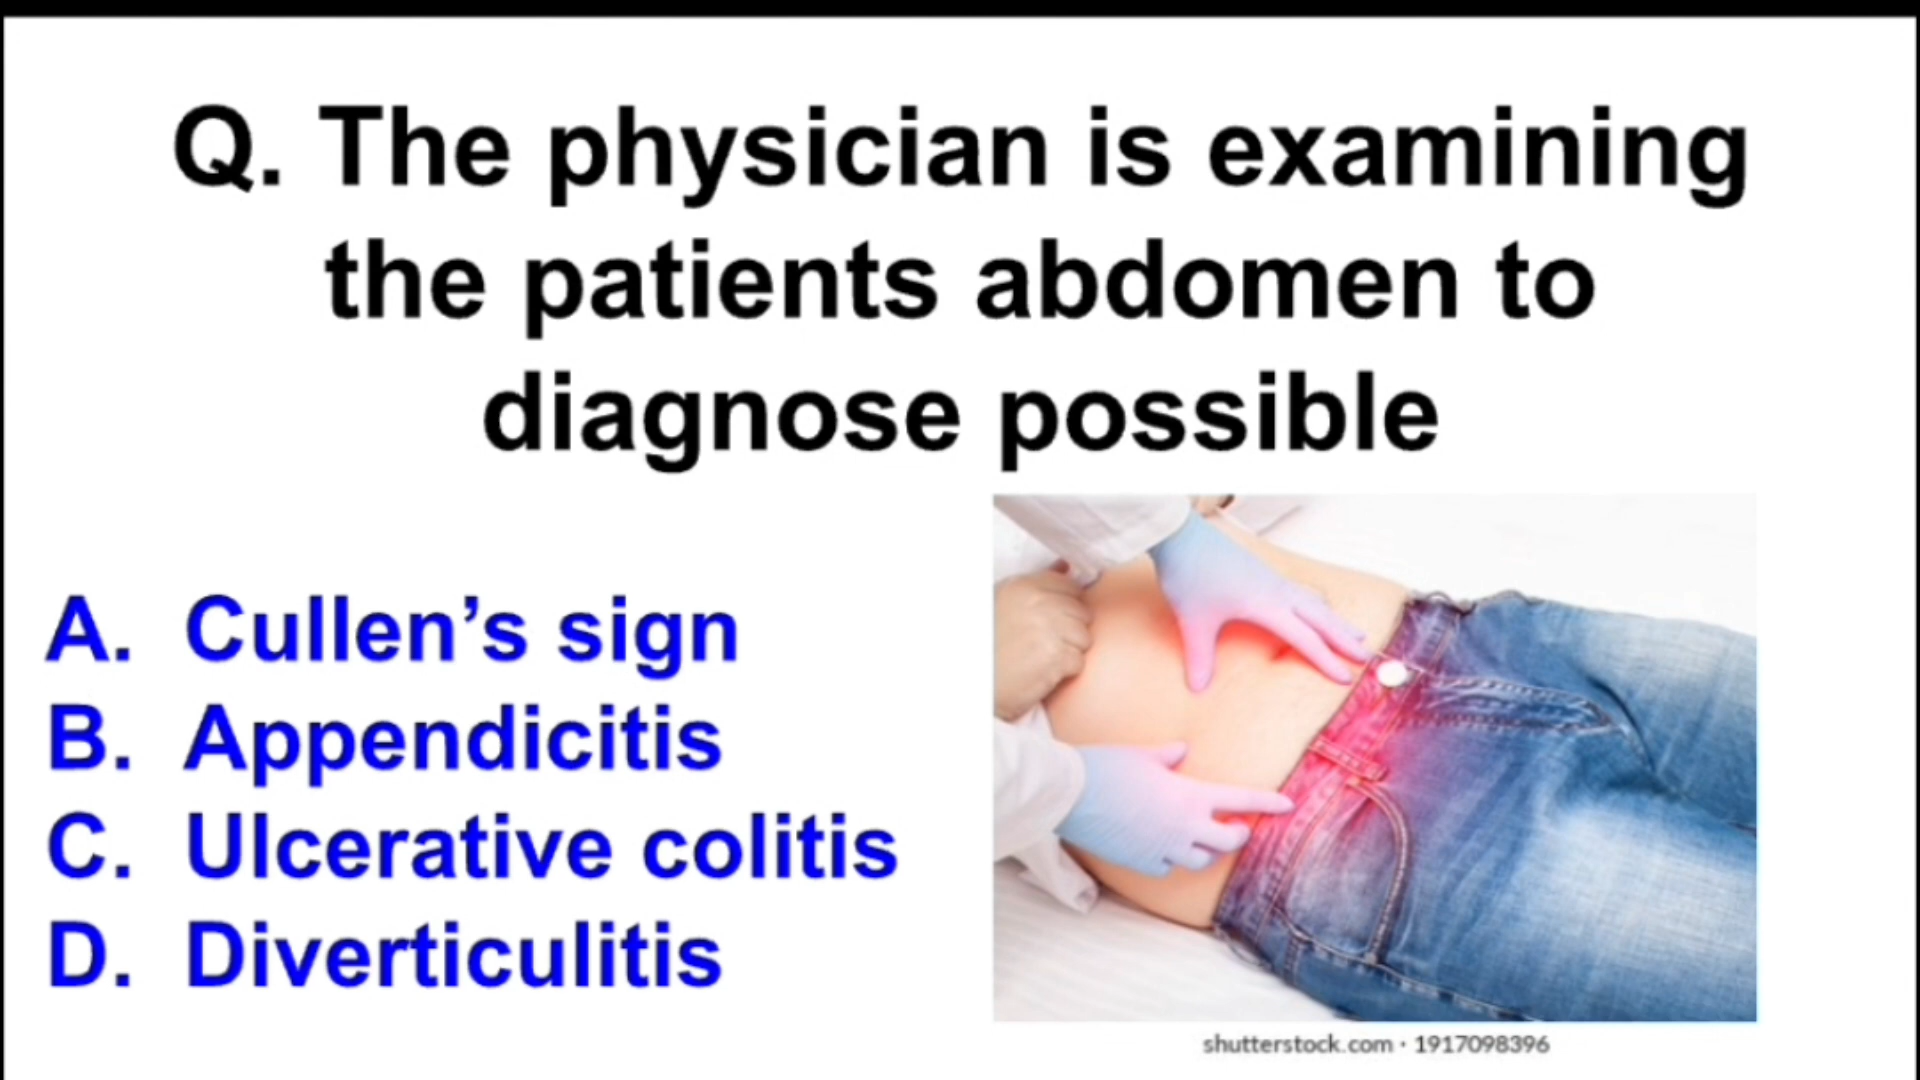 Q. The physician is examining
the patients abdomen to
diagnose possible
A. Cullen’s sign
B. Appendicitis
C. Ulcerative colitis
D. Diverticulitis
shutterstock.com · 1917098396